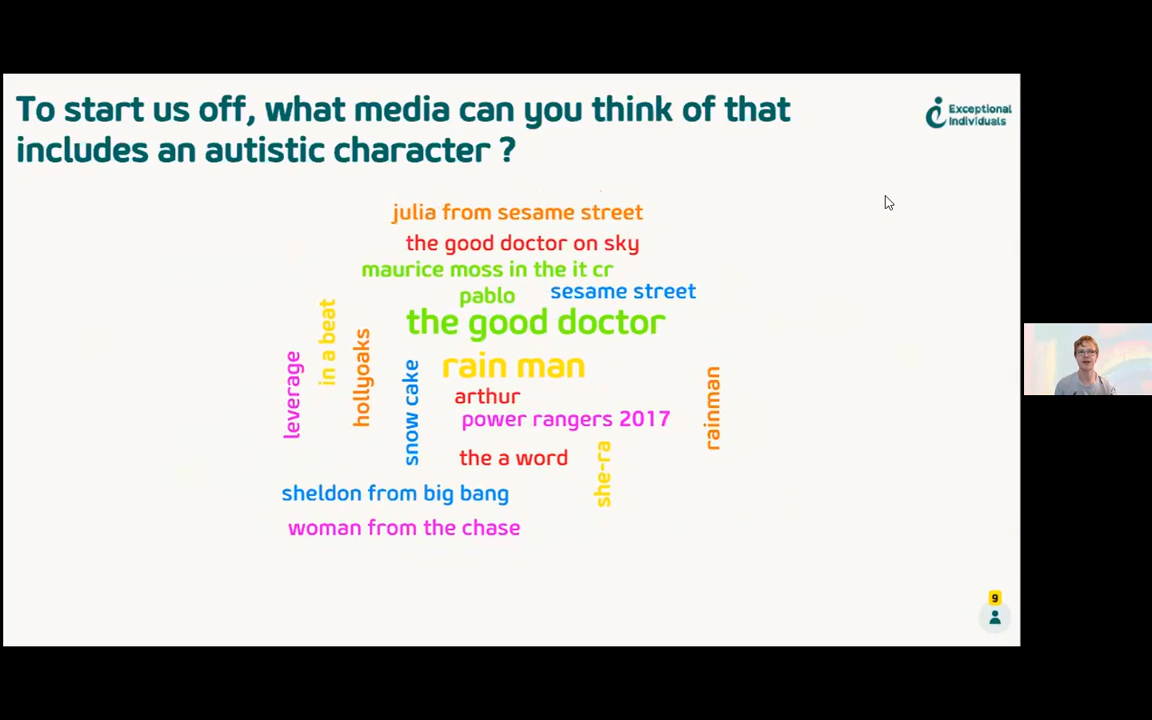 To start us off, what media can you think of that
includes an autistic character ?
Exceptional
Individuals
julia from sesame street
the good doctor on sky
maurice moss in the it cr
pablo
sesame street
the good doctor
in a beat
hollyoaks
leverage
snow cake
rain man
arthur
power rangers 2017
rainman
the a word
she-ra
sheldon from big bang
woman from the chase
9